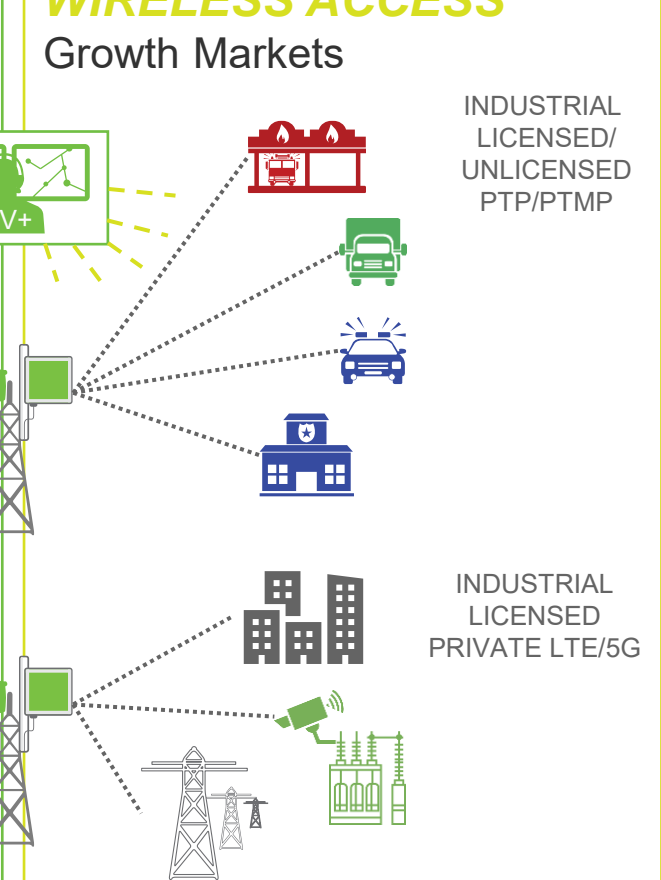 WIRELESS ACCESS
Growth Markets
INDUSTRIAL
LICENSED/
UNLICENSED
PTP/PTMP
V+
INDUSTRIAL
LICENSED
PRIVATE LTE/5G